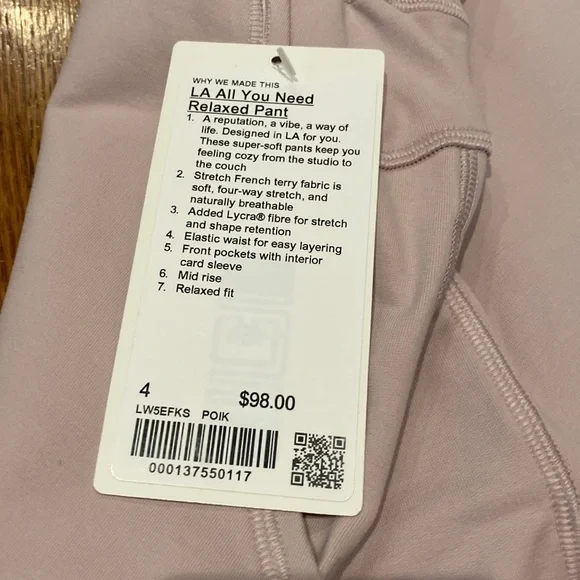 WHY WE MADE THIS
LA All You Need
Relaxed Pant
1. A reputation, a vibe, a way of
life. Designed in LA for you.
These super-soft pants keep you
feeling cozy from the studio to
the couch
2. Stretch French terry fabric is
soft, four-way stretch, and
naturally breathable
3. Added Lycra® fibre for stretch
and shape retention
4. Elastic waist for easy layering
5. Front pockets with interior
card sleeve
6. Mid rise
7. Relaxed fit
4 $98.00
LW5EFKS POIK
000137550117